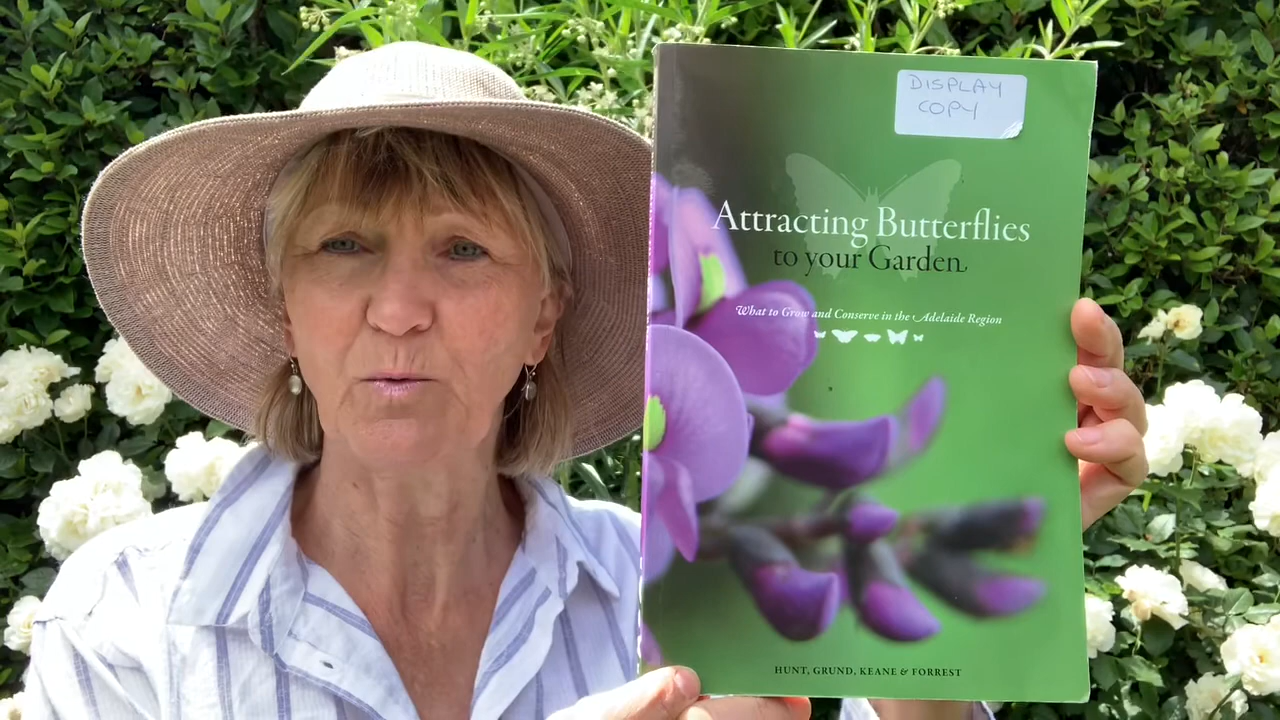 DISPLAY
COPY
Attracting Butterflies
to your Garden
What to Grow and Conserve in the Adelaide Region
HUNT, GRUND, KEANE & FORREST